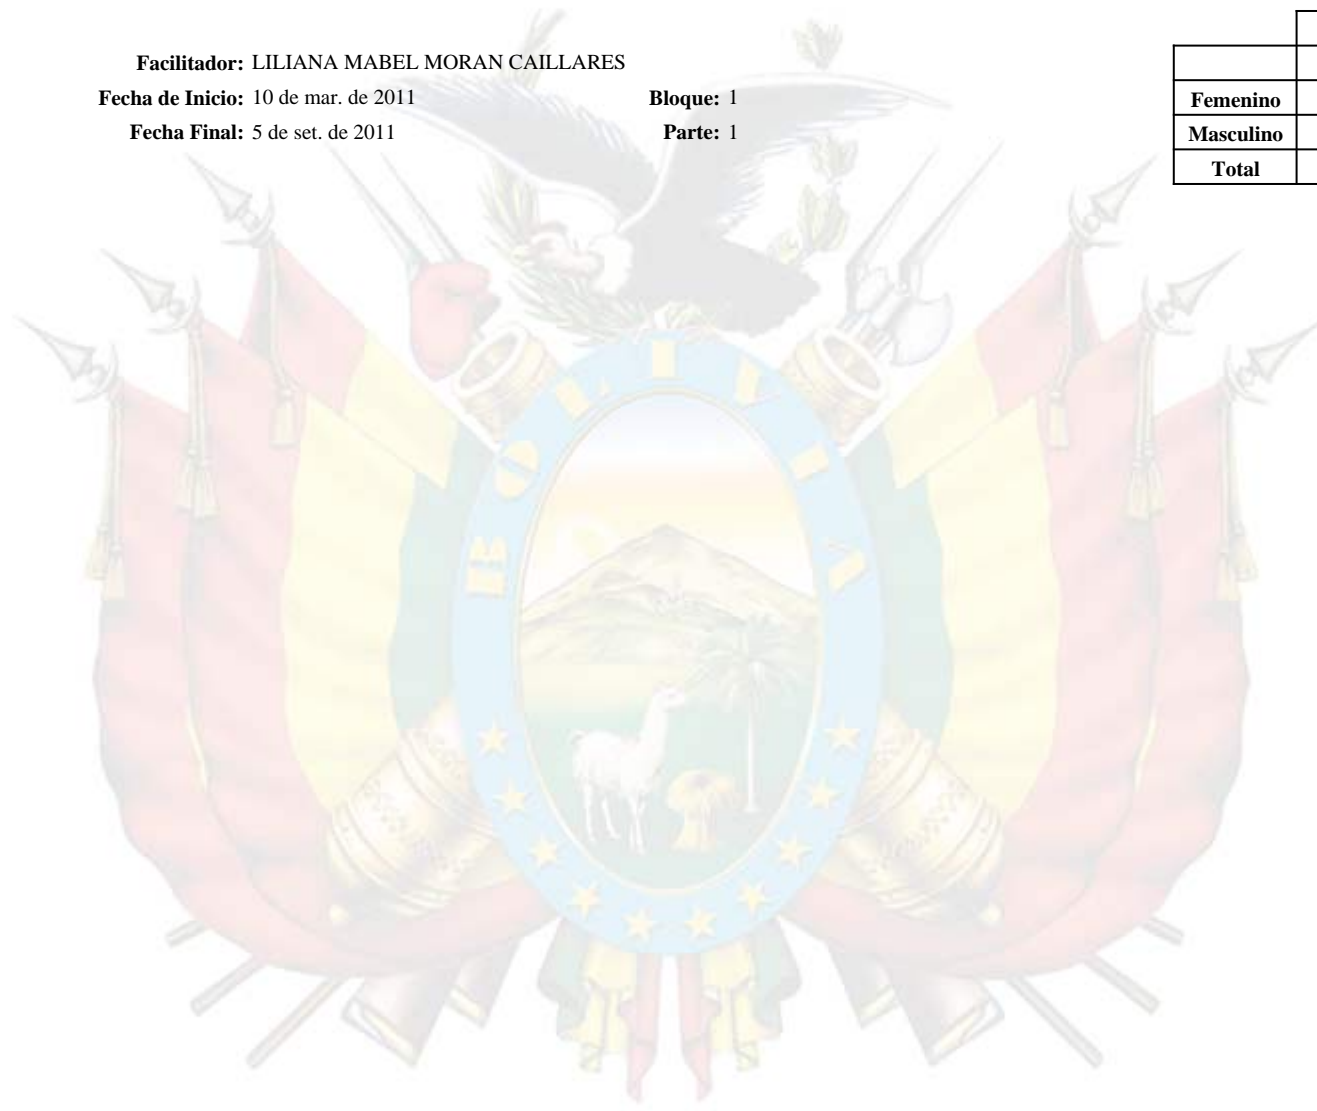 Facilitador: LILIANA MABEL MORAN CAILLARES
Fecha de Inicio: 10 de mar. de 2011 Bloque: 1
Fecha Final: 5 de set. de 2011 Parte: 1
Femenino
Masculino
Total
BOLIVIA